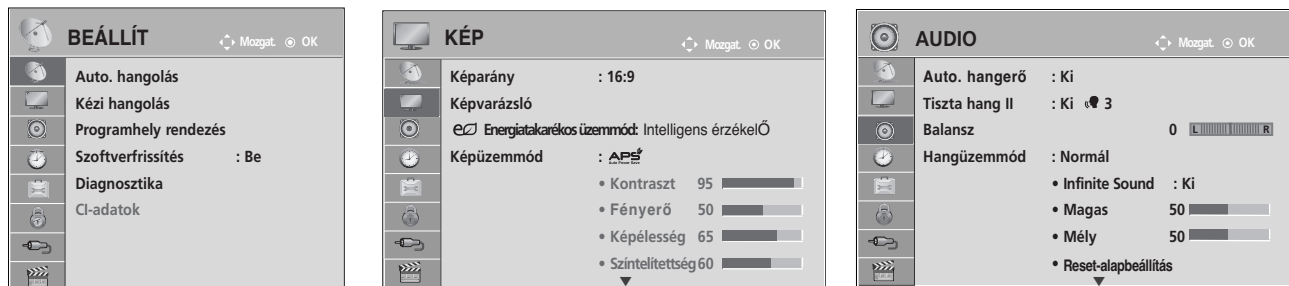 BEÁLLÍT Mozgat. OK
Auto. hangolás
Kézi hangolás
Programhely rendezés
Szoftverfrissítés : Be
Diagnosztika
CI-adatok
KÉP Mozgat. OK
Képarány : 16:9
Képvarázsló
e Energiatakarékos üzemmód: Intelligens érzékelŐ
Képüzemmód : APS
• Kontraszt 95
• Fényerő 50
• Képélesség 65
• Színtelítettség 60
AUDIO Mozgat. OK
Auto. hangerő : Ki
Tiszta hang II : Ki 3
Balansz 0 L R
Hangüzemmód : Normál
• Infinite Sound : Ki
• Magas 50
• Mély 50
• Reset-alapbeállítás